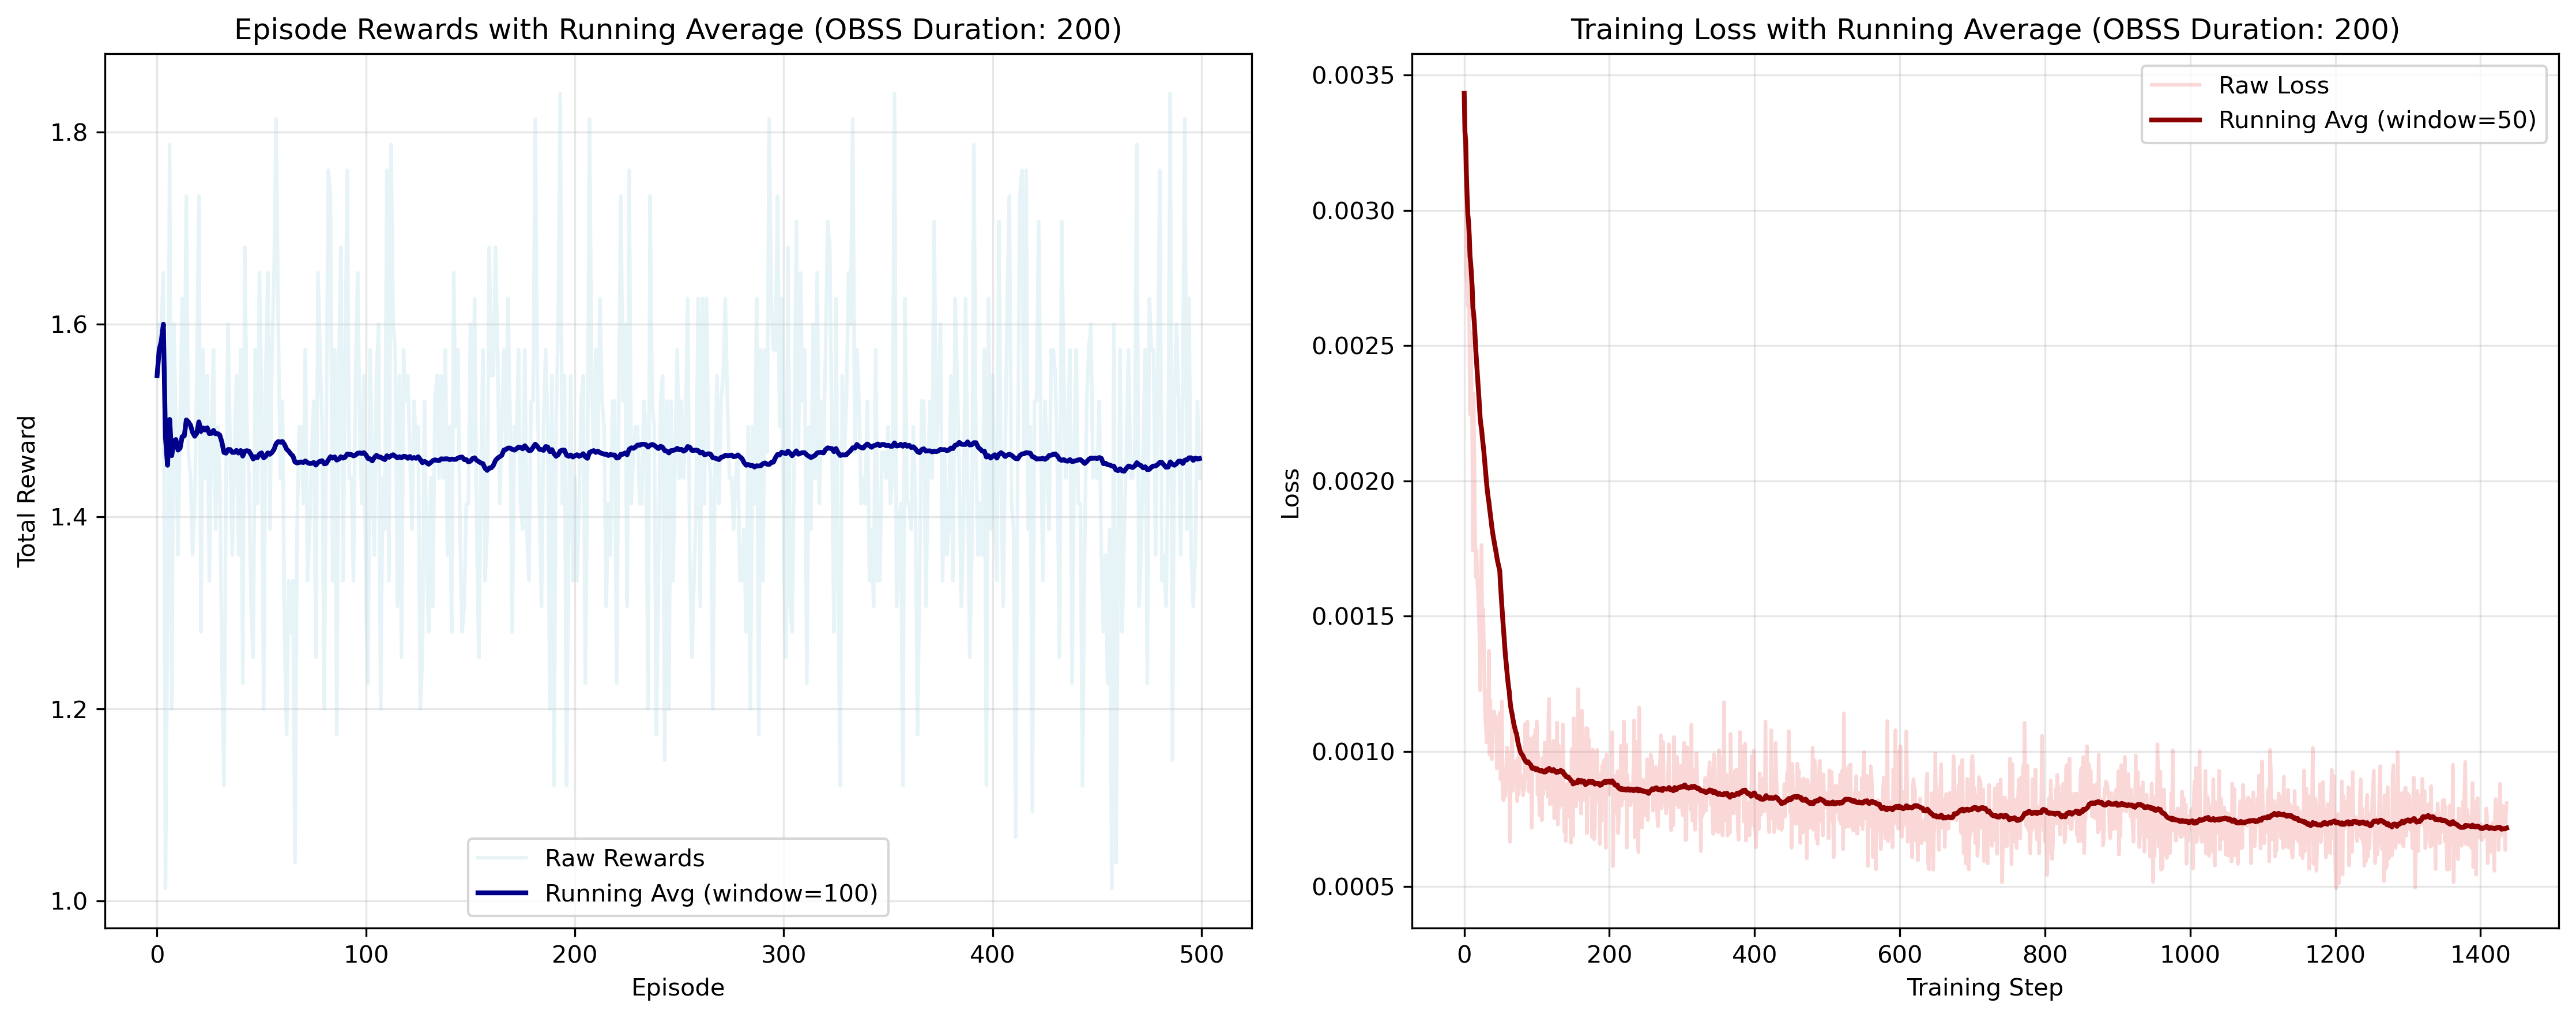 Episode Rewards with Running Average (OBSS Duration: 200)
Total Reward
1.8
1.6
1.4
1.2
1.0
Raw Rewards
Running Avg (window=100)
0
100
200
300
400
500
Episode
Training Loss with Running Average (OBSS Duration: 200)
Loss
0.0035
0.0030
0.0025
0.0020
0.0015
0.0010
0.0005
Raw Loss
Running Avg (window=50)
0
200
400
600
800
1000
1200
1400
Training Step